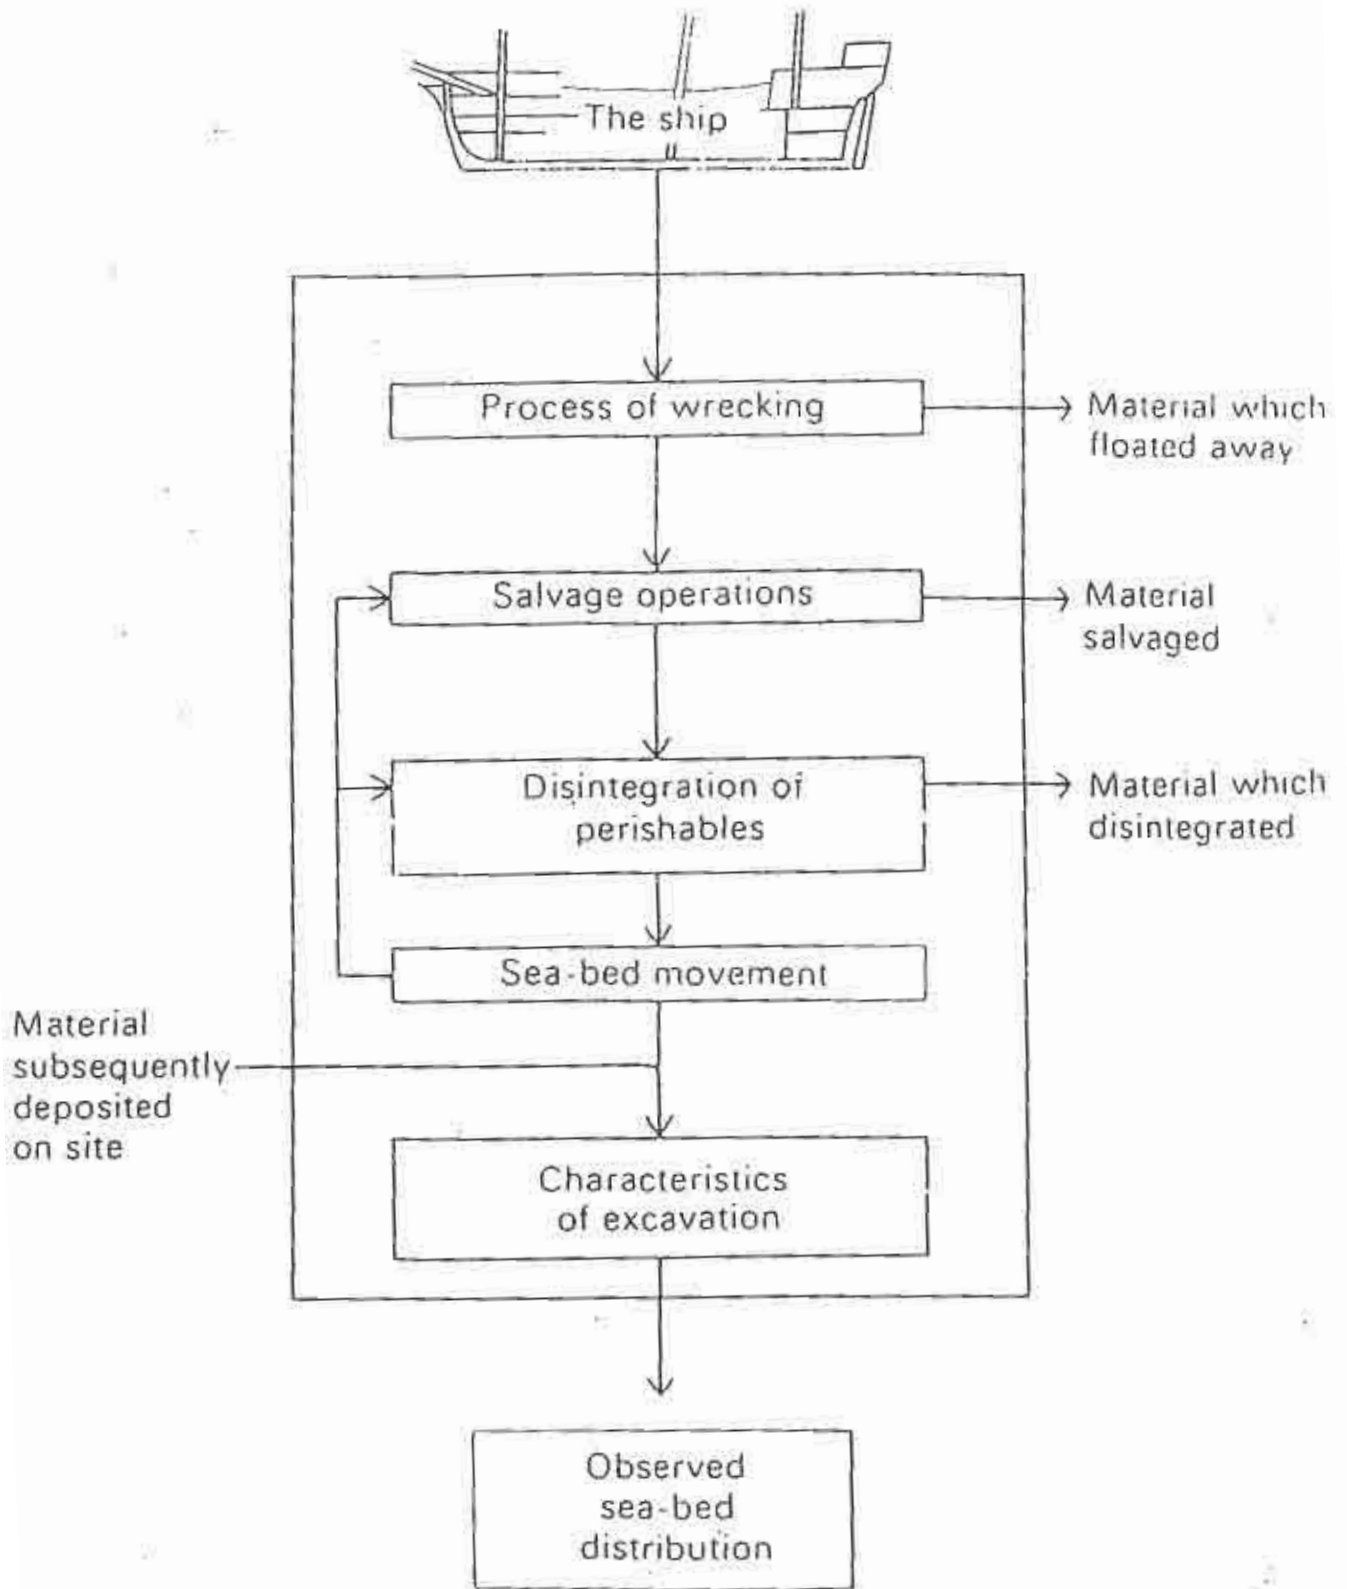 The ship
Process of wrecking
Material which
floated away
Salvage operations
Material
salvaged
Disintegration of
perishables
Material which
disintegrated
Sea-bed movement
Material
subsequently
deposited
on site
Characteristics
of excavation
Observed
sea-bed
distribution